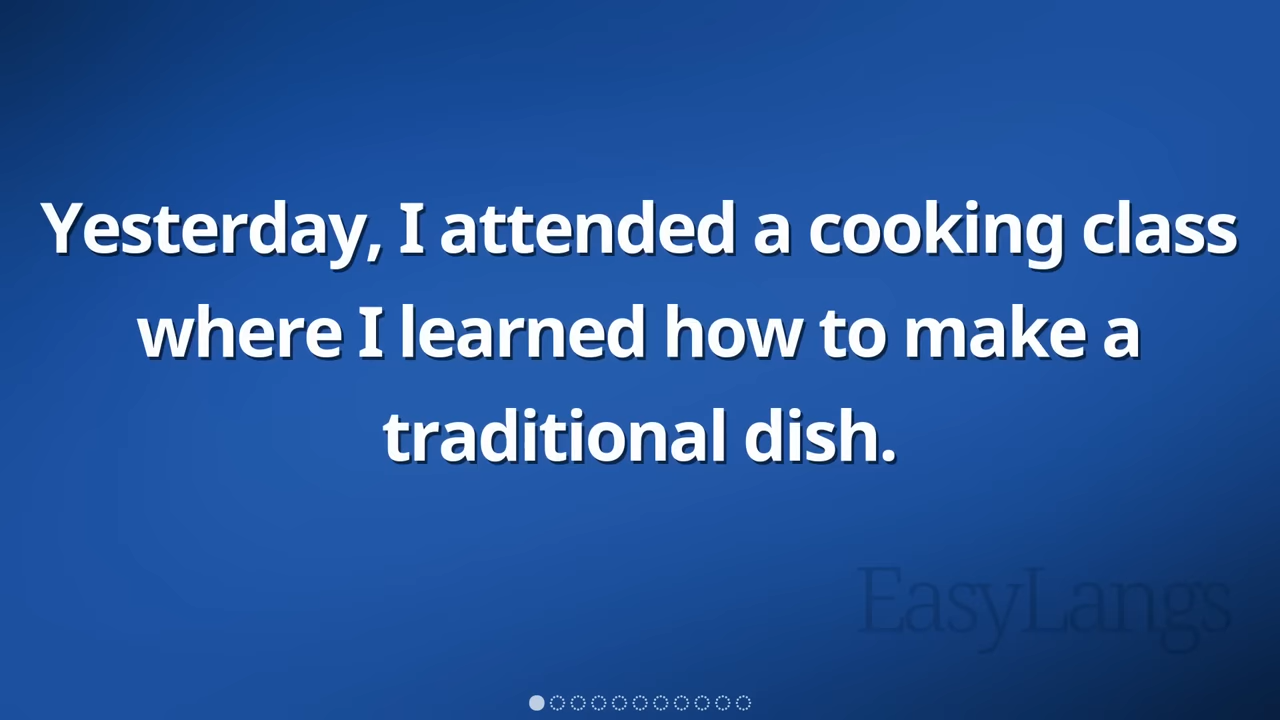 Yesterday, I attended a cooking class
where I learned how to make a
traditional dish.
EasyLangs